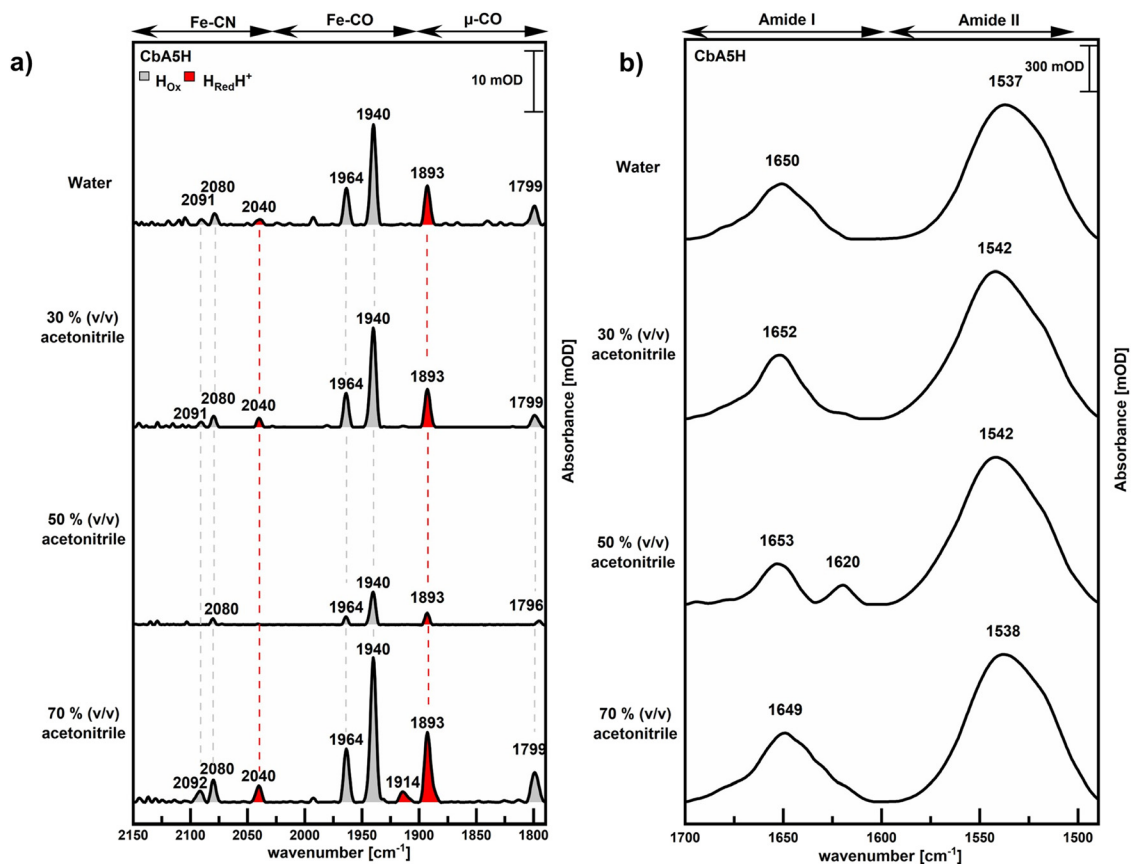 Fe-CN Fe-CO μ-CO
a)
CbA5H
H_Ox H_RedH⁺
10 mOD
Water
2091 2080 2040 1964 1940 1893 1799
30 % (v/v)
acetonitrile
2091 2080 2040 1964 1940 1893 1799
50 % (v/v)
acetonitrile
2080 1964 1940 1893 1796
70 % (v/v)
acetonitrile
2092 2080 2040 1964 1940 1914 1893 1799
2150 2100 2050 2000 1950 1900 1850 1800
wavenumber [cm⁻¹]
Absorbance [mOD]
Amide I Amide II
b)
CbA5H
300 mOD
Water
1650 1537
30 % (v/v)
acetonitrile
1652 1542
50 % (v/v)
acetonitrile
1653 1620 1542
70 % (v/v)
acetonitrile
1649 1538
1700 1650 1600 1550 1500
wavenumber [cm⁻¹]
Absorbance [mOD]